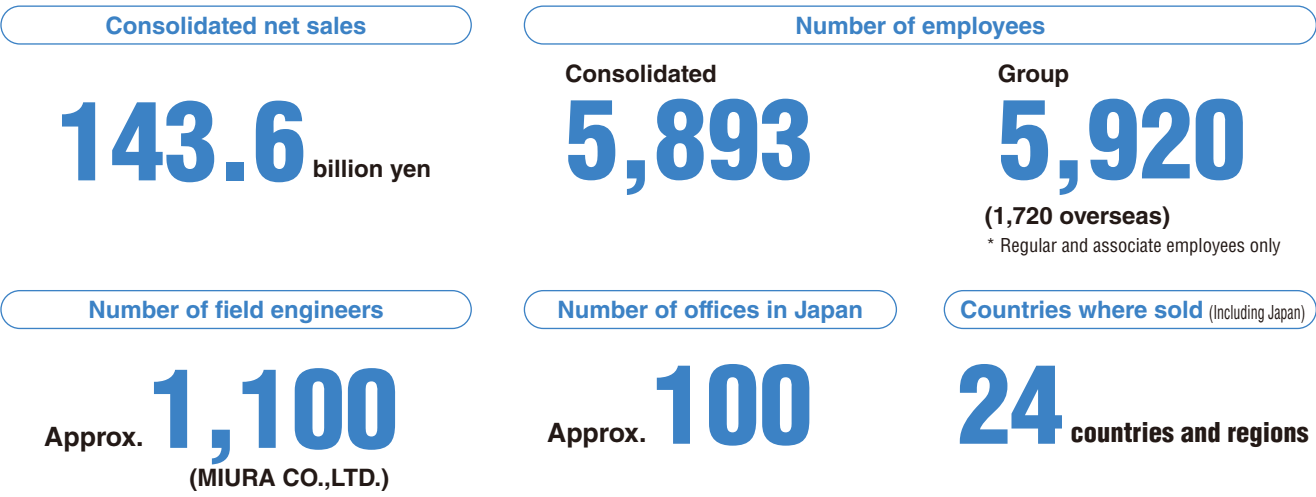 Consolidated net sales
143.6 billion yen
Number of employees
Consolidated
5,893
Group
5,920
(1,720 overseas)
* Regular and associate employees only
Number of field engineers
Approx. 1,100
(MIURA CO.,LTD.)
Number of offices in Japan
Approx. 100
Countries where sold (Including Japan)
24 countries and regions